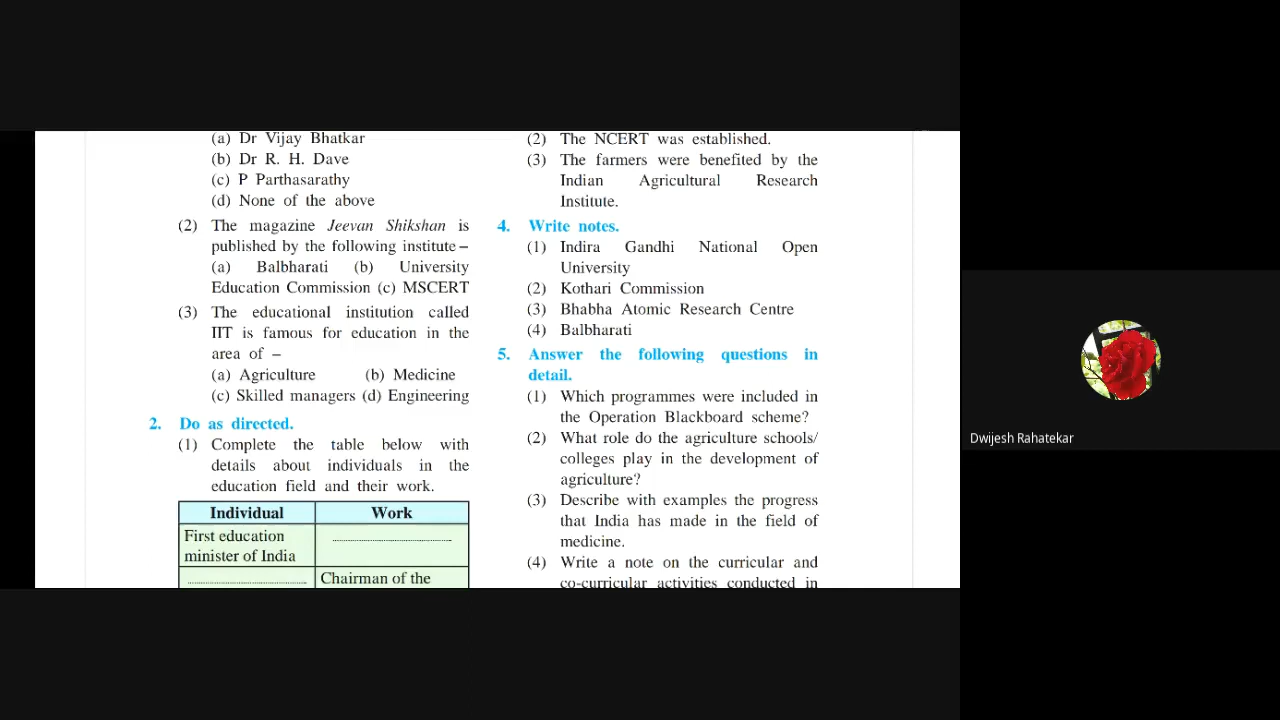 (a) Dr Vijay Bhatkar
(b) Dr R. H. Dave
(c) P Parthasarathy
(d) None of the above
(2) The magazine Jeevan Shikshan is
published by the following institute –
(a) Balbharati (b) University
Education Commission (c) MSCERT
(3) The educational institution called
IIT is famous for education in the
area of –
(a) Agriculture (b) Medicine
(c) Skilled managers (d) Engineering
2. Do as directed.
(1) Complete the table below with
details about individuals in the
education field and their work.
Individual Work
First education
minister of India
Chairman of the
(2) The NCERT was established.
(3) The farmers were benefited by the
Indian Agricultural Research
Institute.
4. Write notes.
(1) Indira Gandhi National Open
University
(2) Kothari Commission
(3) Bhabha Atomic Research Centre
(4) Balbharati
5. Answer the following questions in
detail.
(1) Which programmes were included in
the Operation Blackboard scheme?
(2) What role do the agriculture schools/
colleges play in the development of
agriculture?
(3) Describe with examples the progress
that India has made in the field of
medicine.
(4) Write a note on the curricular and
co-curricular activities conducted in
Dwijesh Rahatekar